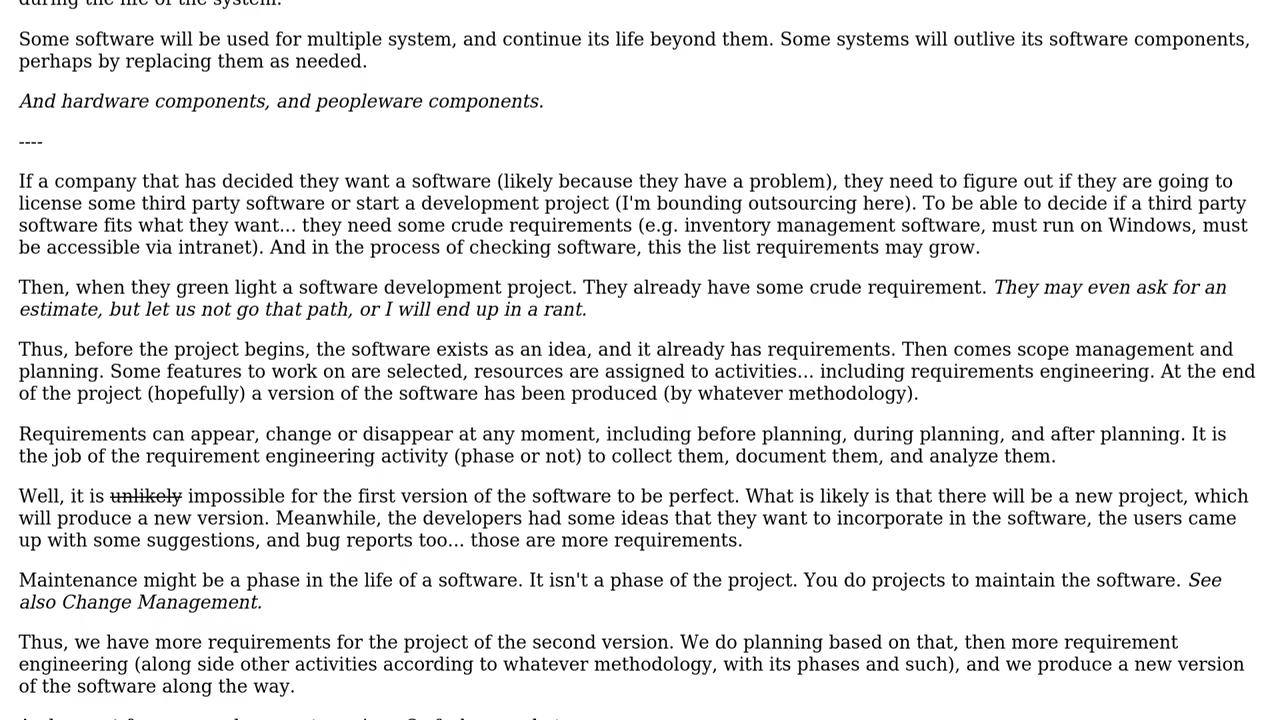 during the life of the system.
Some software will be used for multiple system, and continue its life beyond them. Some systems will outlive its software components,
perhaps by replacing them as needed.
And hardware components, and peopleware components.
----
If a company that has decided they want a software (likely because they have a problem), they need to figure out if they are going to
license some third party software or start a development project (I'm bounding outsourcing here). To be able to decide if a third party
software fits what they want... they need some crude requirements (e.g. inventory management software, must run on Windows, must
be accessible via intranet). And in the process of checking software, this the list requirements may grow.
Then, when they green light a software development project. They already have some crude requirement. They may even ask for an
estimate, but let us not go that path, or I will end up in a rant.
Thus, before the project begins, the software exists as an idea, and it already has requirements. Then comes scope management and
planning. Some features to work on are selected, resources are assigned to activities... including requirements engineering. At the end
of the project (hopefully) a version of the software has been produced (by whatever methodology).
Requirements can appear, change or disappear at any moment, including before planning, during planning, and after planning. It is
the job of the requirement engineering activity (phase or not) to collect them, document them, and analyze them.
Well, it is unlikely impossible for the first version of the software to be perfect. What is likely is that there will be a new project, which
will produce a new version. Meanwhile, the developers had some ideas that they want to incorporate in the software, the users came
up with some suggestions, and bug reports too... those are more requirements.
Maintenance might be a phase in the life of a software. It isn't a phase of the project. You do projects to maintain the software. See
also Change Management.
Thus, we have more requirements for the project of the second version. We do planning based on that, then more requirement
engineering (along side other activities according to whatever methodology, with its phases and such), and we produce a new version
of the software along the way.